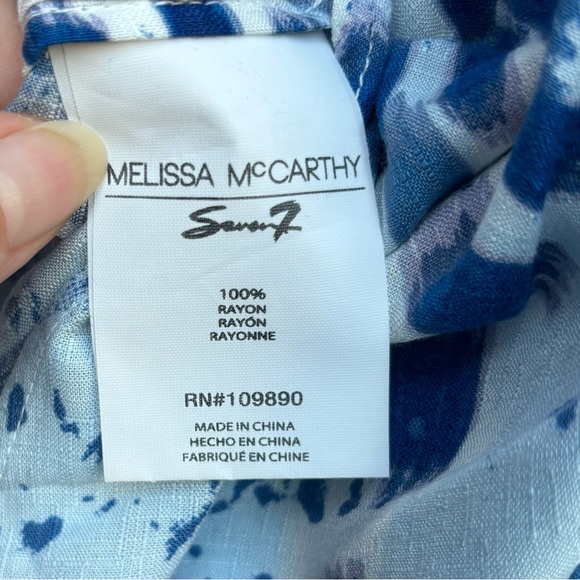 MELISSA McCARTHY
Seven7
100%
RAYON
RAYÓN
RAYONNE
RN#109890
MADE IN CHINA
HECHO EN CHINA
FABRIQUÉ EN CHINE